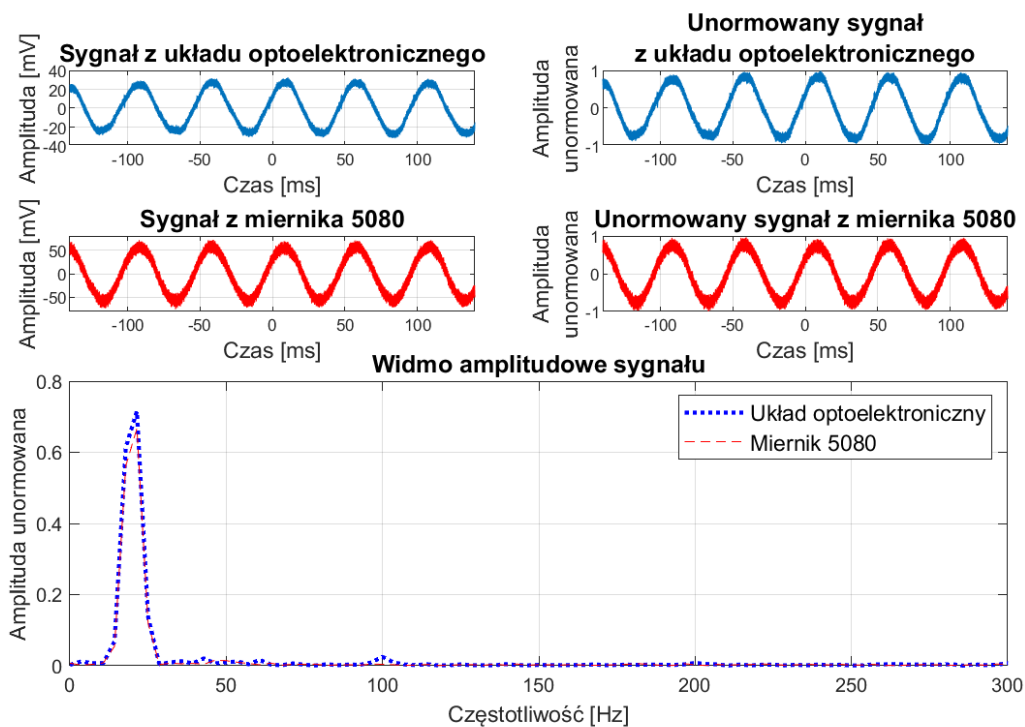 Sygnał z układu optoelektronicznego
Amplituda [mV]
40
20
0
-20
-40
-100
-50
0
50
100
Czas [ms]
Unormowany sygnał
z układu optoelektronicznego
Amplituda
unormowana
1
0
-1
-100
-50
0
50
100
Czas [ms]
Sygnał z miernika 5080
Amplituda [mV]
50
0
-50
-100
-50
0
50
100
Czas [ms]
Unormowany sygnał z miernika 5080
Amplituda
unormowana
1
0
-1
-100
-50
0
50
100
Czas [ms]
Widmo amplitudowe sygnału
Amplituda unormowana
0.8
0.6
0.4
0.2
0
Układ optoelektroniczny
Miernik 5080
0
50
100
150
200
250
300
Częstotliwość [Hz]